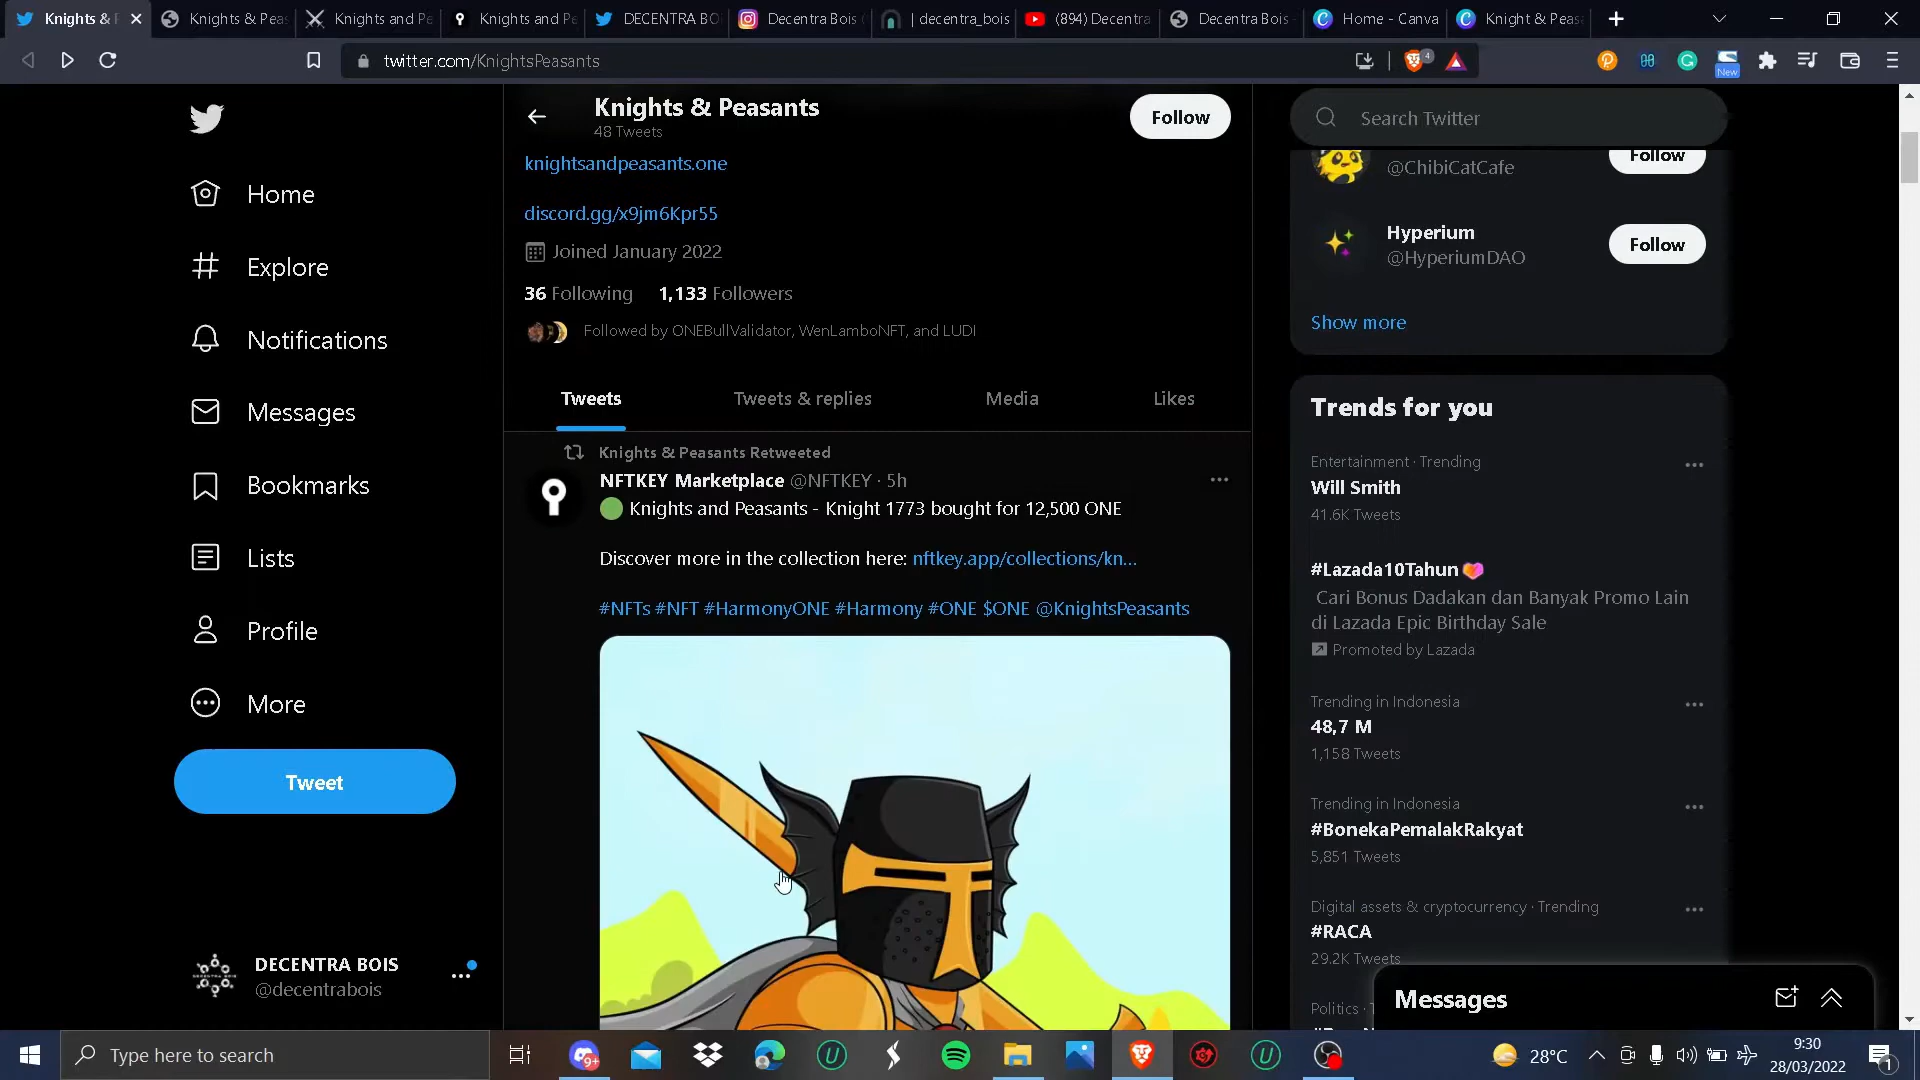 Knights & P
Knights & Peas
Knights and Pe
Knights and Pe
DECENTRA BO
Decentra Bois (
| decentra_bois
(894) Decentra
Decentra Bois -
Home - Canva
Knight & Peas
twitter.com/KnightsPeasants
4
New
Knights & Peasants
48 Tweets
Follow
knightsandpeasants.one
discord.gg/x9jm6Kpr55
Joined January 2022
36 Following 1,133 Followers
Followed by ONEBullValidator, WenLamboNFT, and LUDI
Tweets
Tweets & replies
Media
Likes
Knights & Peasants Retweeted
NFTKEY Marketplace @NFTKEY · 5h
Knights and Peasants - Knight 1773 bought for 12,500 ONE
Discover more in the collection here: nftkey.app/collections/kn...
#NFTs #NFT #HarmonyONE #Harmony #ONE $ONE @KnightsPeasants
Home
Explore
Notifications
Messages
Bookmarks
Lists
Profile
More
Tweet
DECENTRA BOIS
@decentrabois
Search Twitter
@ChibiCatCafe
Follow
Hyperium
@HyperiumDAO
Follow
Show more
Trends for you
Entertainment · Trending
Will Smith
41.6K Tweets
#Lazada10Tahun
Cari Bonus Dadakan dan Banyak Promo Lain
di Lazada Epic Birthday Sale
Promoted by Lazada
Trending in Indonesia
48,7 M
1,158 Tweets
Trending in Indonesia
#BonekaPemalakRakyat
5,851 Tweets
Digital assets & cryptocurrency · Trending
#RACA
29.2K Tweets
Politics · T
Messages
Type here to search
9+
28°C
9:30
28/03/2022
1